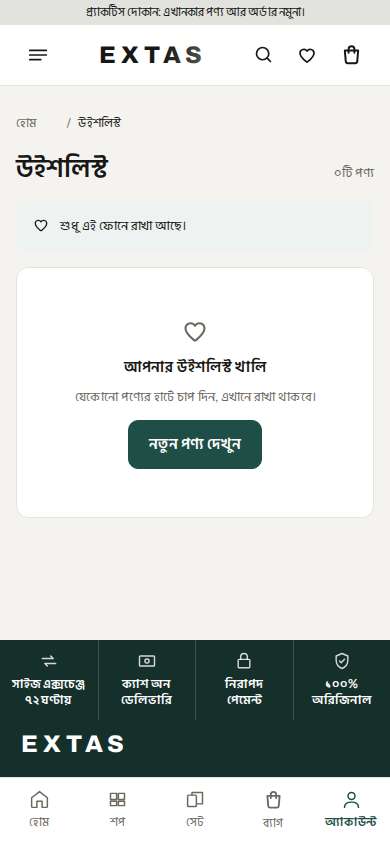 প্র্যাকটিস দোকান: এখানকার পণ্য আর অর্ডার নমুনা।
EXTAS
হোম / উইশলিস্ট
উইশলিস্ট
০টি পণ্য
শুধু এই ফোনে রাখা আছে।
আপনার উইশলিস্ট খালি
যেকোনো পণ্যের হার্টে চাপ দিন, এখানে রাখা থাকবে।
নতুন পণ্য দেখুন
সাইজ এক্সচেঞ্জ
৭২ ঘণ্টায়
ক্যাশ অন
ডেলিভারি
নিরাপদ
পেমেন্ট
১০০%
অরিজিনাল
EXTAS
হোম
শপ
সেট
ব্যাগ
অ্যাকাউন্ট